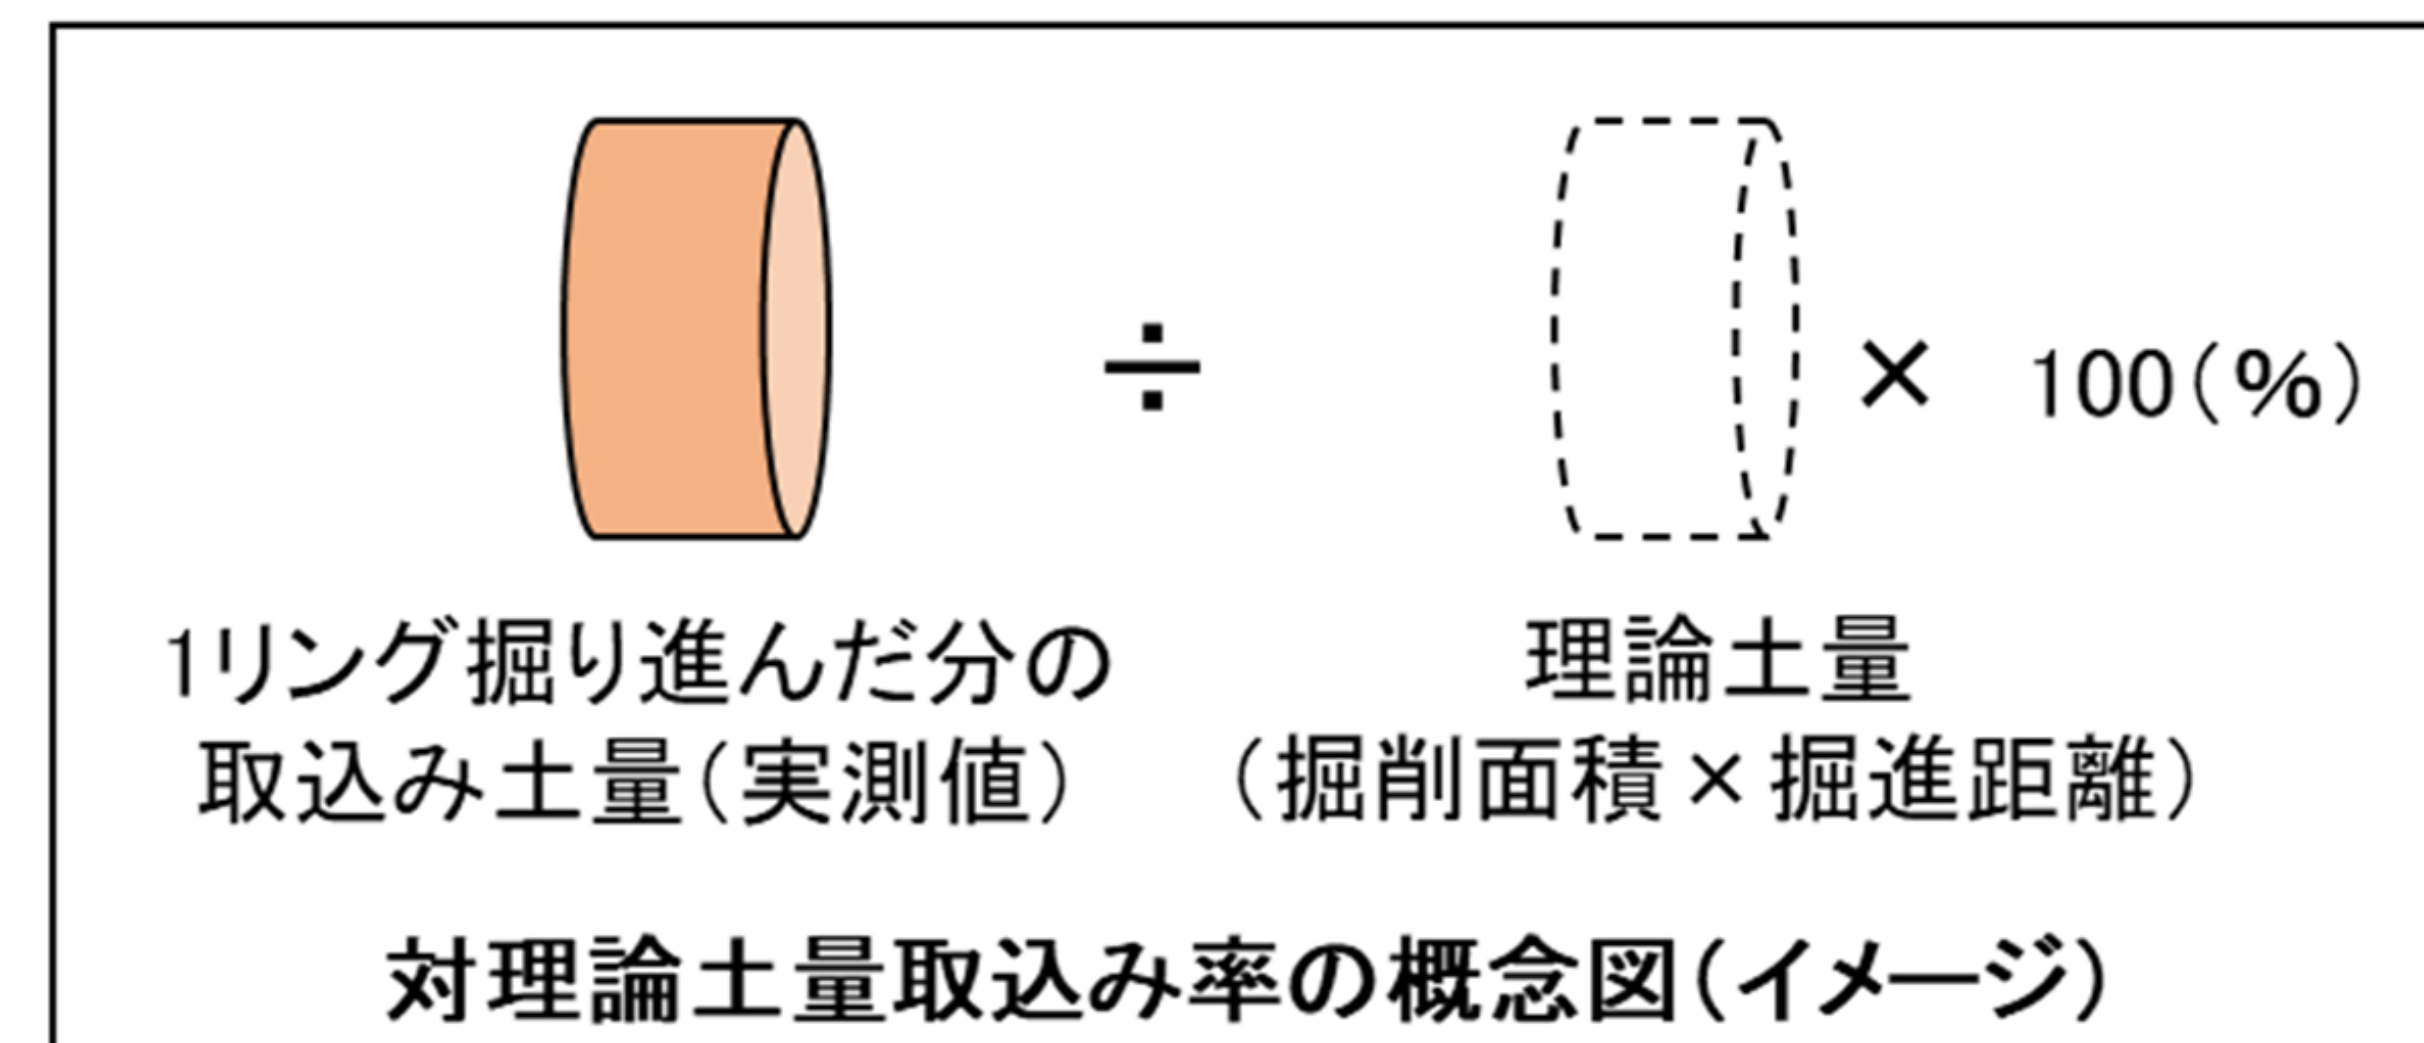 ÷ × 100(%)
1リング掘り進んだ分の
取込み土量(実測値)
理論土量
(掘削面積×掘進距離)
対理論土量取込み率の概念図(イメージ)